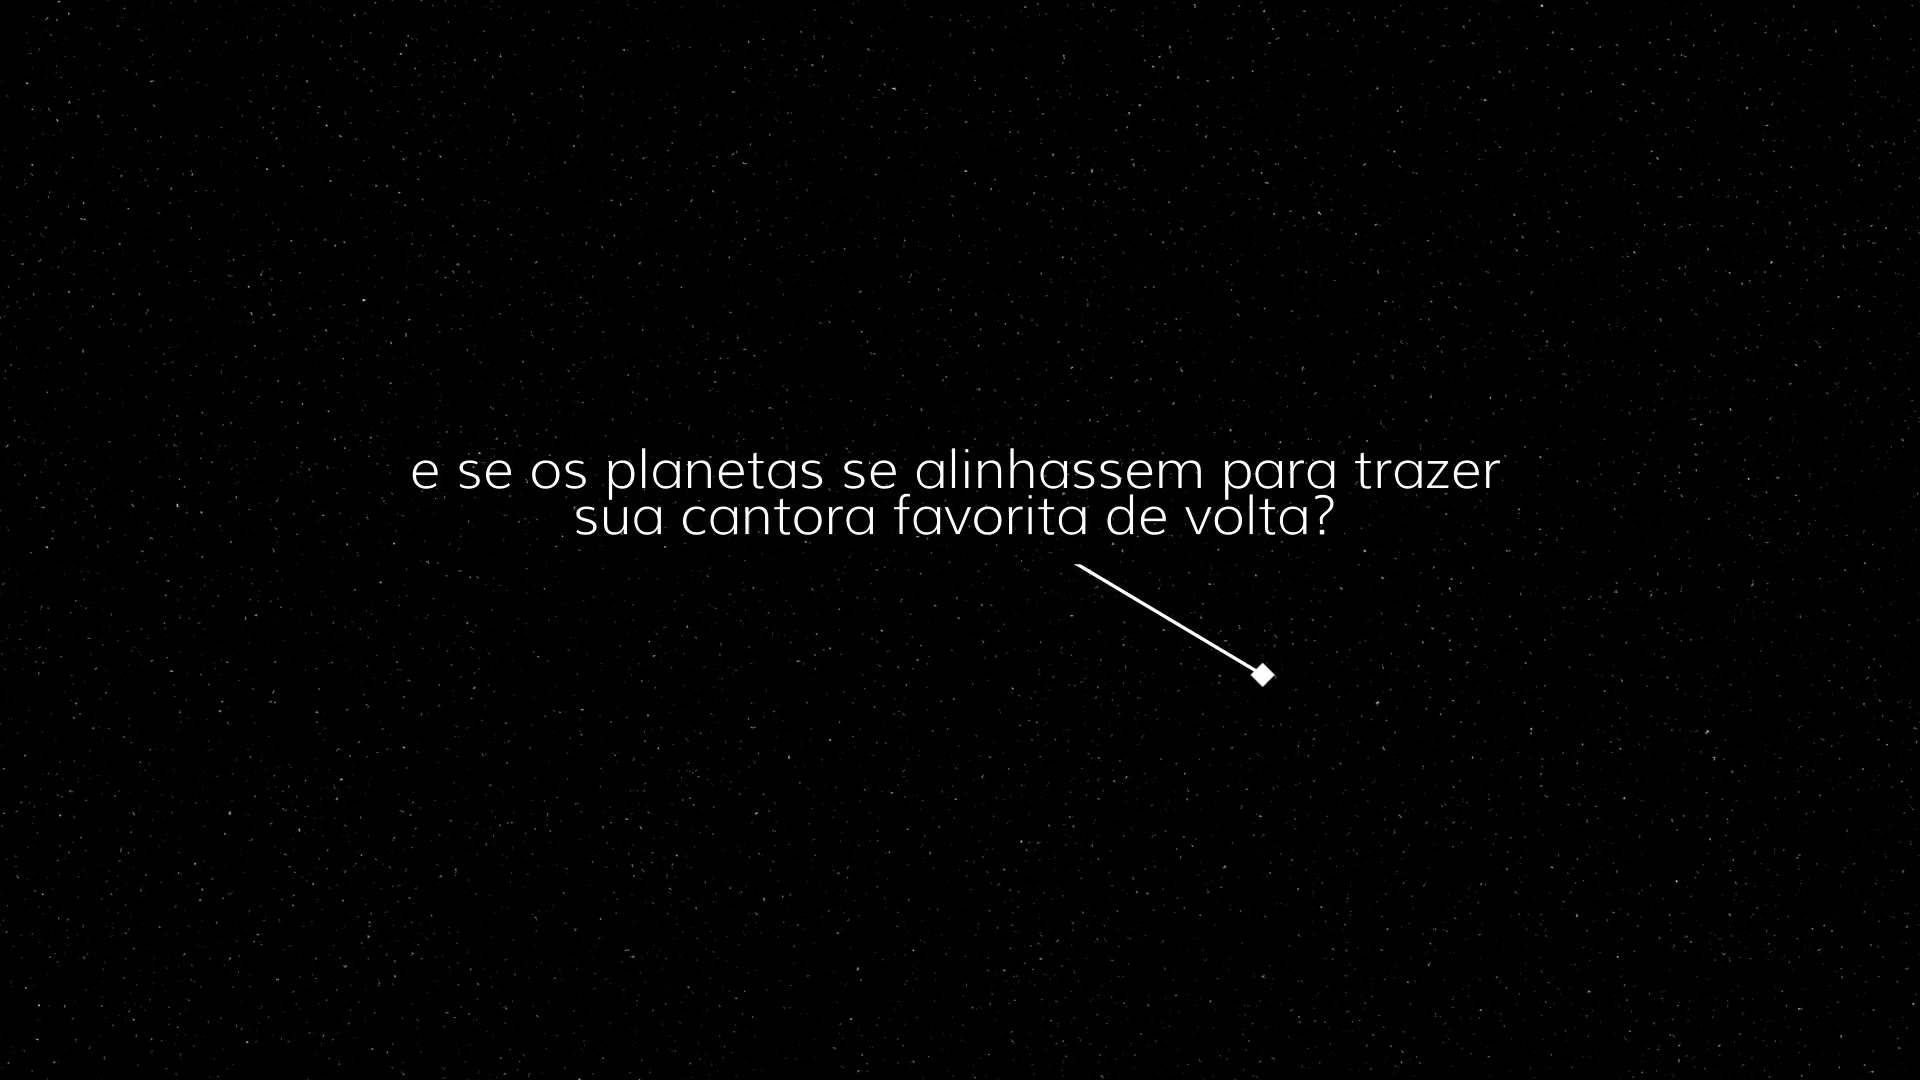 e se os planetas se alinhassem para trazer
sua cantora favorita de volta?